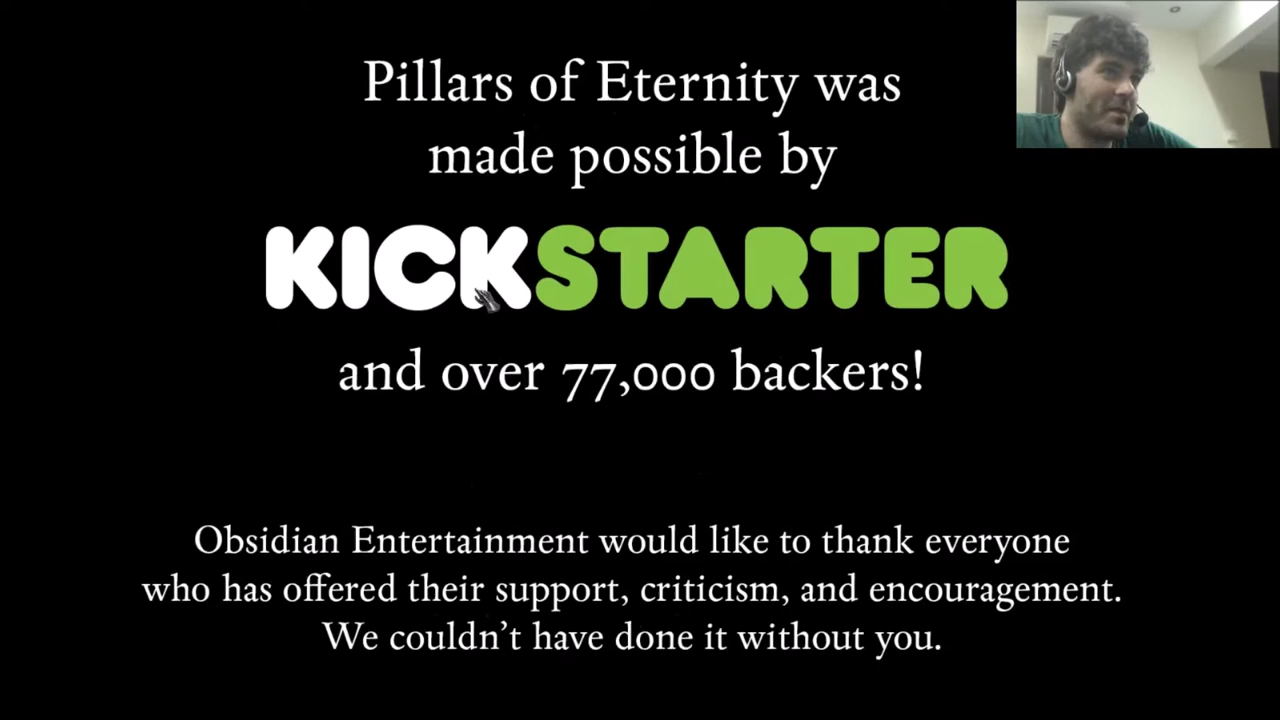 Pillars of Eternity was
made possible by
KICKSTARTER
and over 77,000 backers!
Obsidian Entertainment would like to thank everyone
who has offered their support, criticism, and encouragement.
We couldn’t have done it without you.